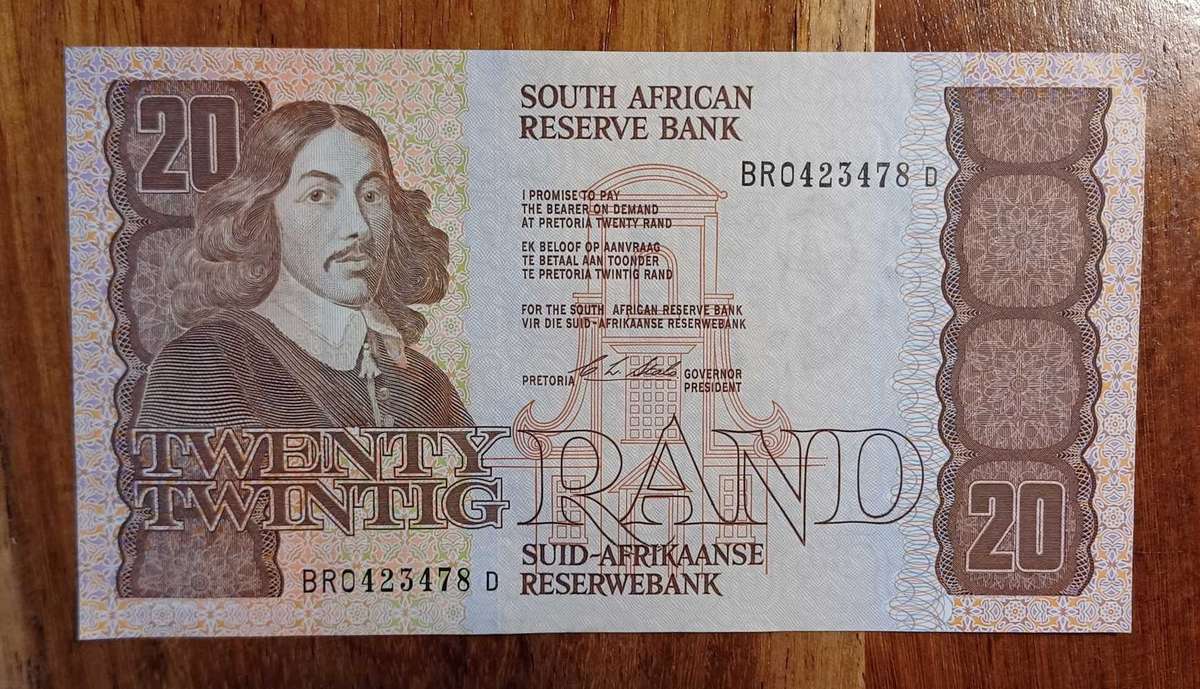 20
SOUTH AFRICAN
RESERVE BANK
BR0423478 D
I PROMISE TO PAY
THE BEARER ON DEMAND
AT PRETORIA TWENTY RAND
EK BELOOF OP AANVRAAG
TE BETAAL AAN TOONDER
TE PRETORIA TWINTIG RAND
FOR THE SOUTH AFRICAN RESERVE BANK
VIR DIE SUID-AFRIKAANSE RESERWEBANK
PRETORIA
GOVERNOR
PRESIDENT
TWENTY
TWINTIG
RAND
20
BR0423478 D
SUID-AFRIKAANSE
RESERWEBANK